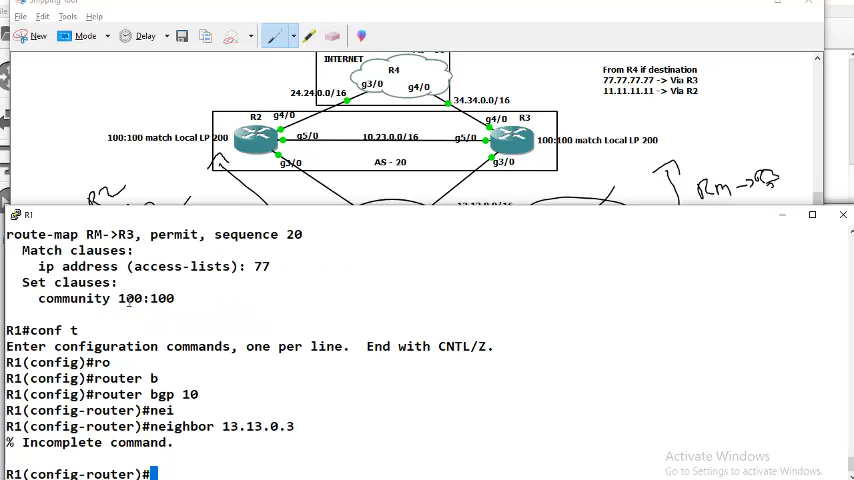 Snipping Tool
File Edit Tools Help
New Mode Delay
INTERNET
R4
g3/0
g4/0
From R4 if destination
77.77.77.77 -> Via R3
11.11.11.11 -> Via R2
24.24.0.0/16
34.34.0.0/16
R2
g4/0
R3
g4/0
100:100 match Local LP 200
g5/0
10.23.0.0/16
g5/0
100:100 match Local LP 200
g3/0
AS - 20
g3/0
R2
Rm->R3
R1
route-map RM->R3, permit, sequence 20
Match clauses:
ip address (access-lists): 77
Set clauses:
community 100:100
R1#conf t
Enter configuration commands, one per line. End with CNTL/Z.
R1(config)#ro
R1(config)#router b
R1(config)#router bgp 10
R1(config-router)#nei
R1(config-router)#neighbor 13.13.0.3
% Incomplete command.
R1(config-router)#
Activate Windows
Go to Settings to activate Windows.